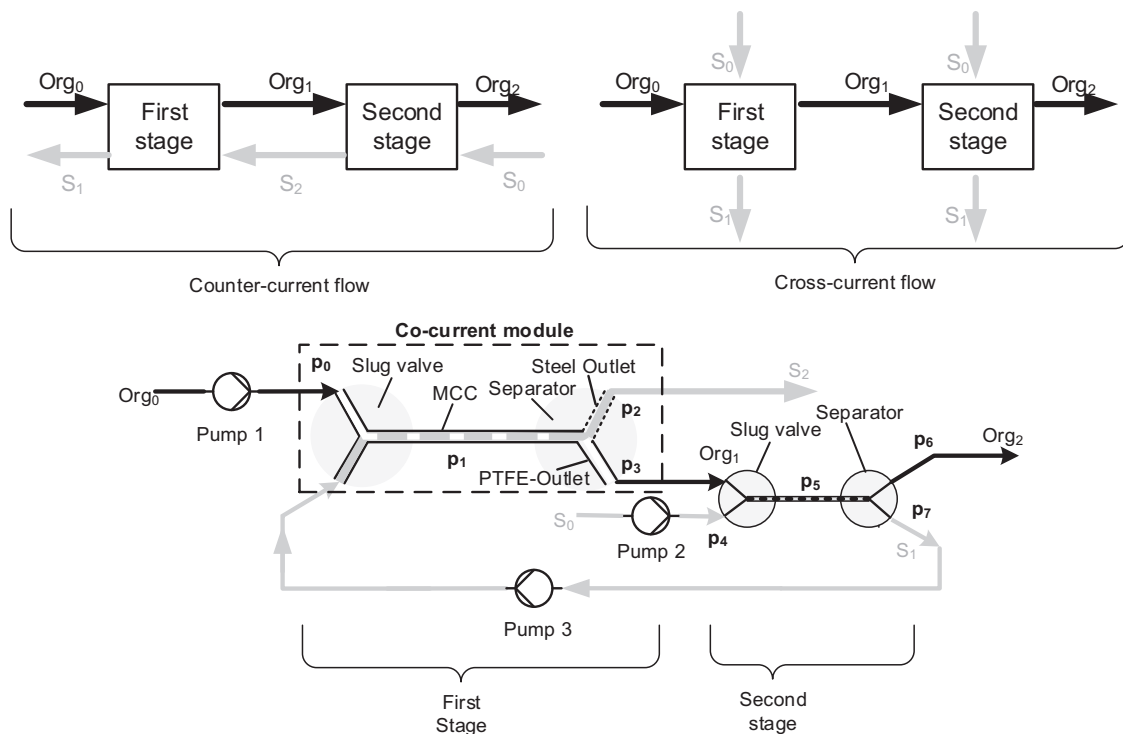 Org₀
First
stage
Org₁
Second
stage
Org₂
S₁
S₂
S₀
Counter-current flow
S₀
S₀
Org₀
First
stage
Org₁
Second
stage
Org₂
S₁
S₁
Cross-current flow
Co-current module
Org₀
Pump 1
p₀
Slug valve
MCC
p₁
Separator
Steel Outlet
p₂
S₂
PTFE-Outlet
p₃
Org₁
Slug valve
Separator
p₅
p₆
Org₂
p₇
S₁
S₀
Pump 2
p₄
Pump 3
First
Stage
Second
stage